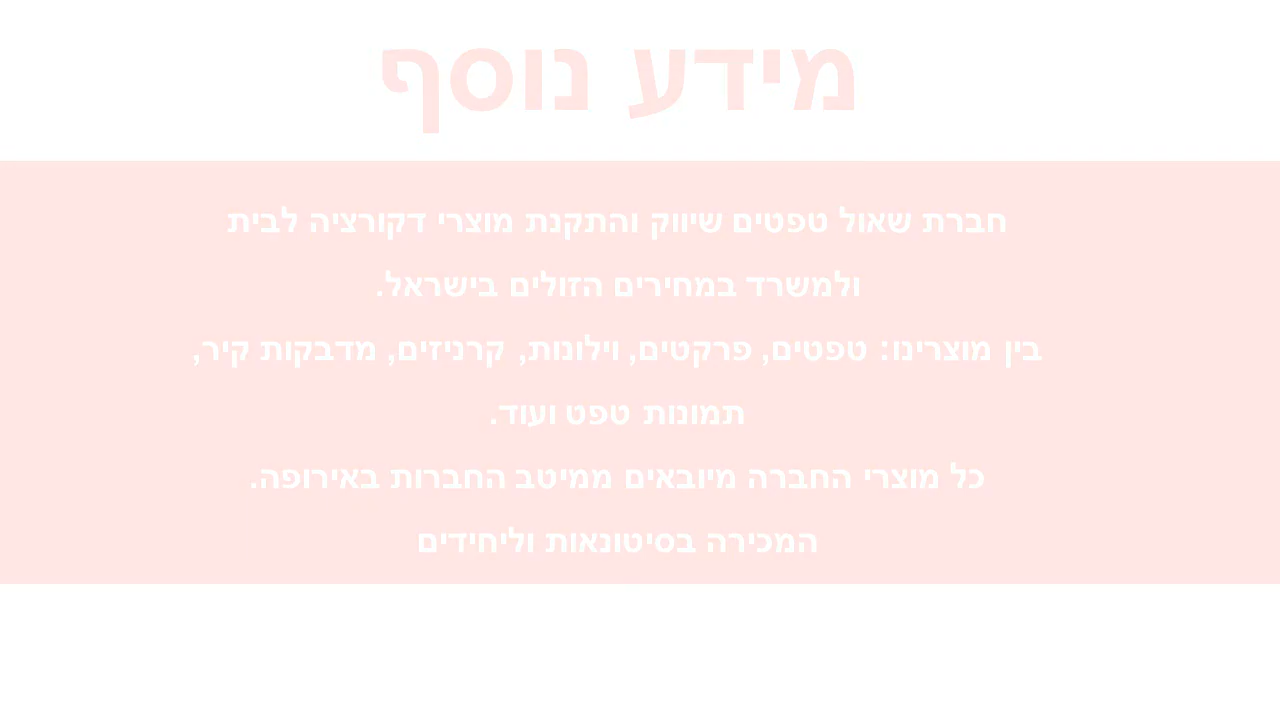 מידע נוסף
חברת שאול טפטים שיווק והתקנת מוצרי דקורציה לבית
ולמשרד במחירים הזולים בישראל.
בין מוצרינו: טפטים, פרקטים, וילונות, קרניזים, מדבקות קיר,
תמונות טפט ועוד.
כל מוצרי החברה מיובאים ממיטב החברות באירופה.
המכירה בסיטונאות וליחידים